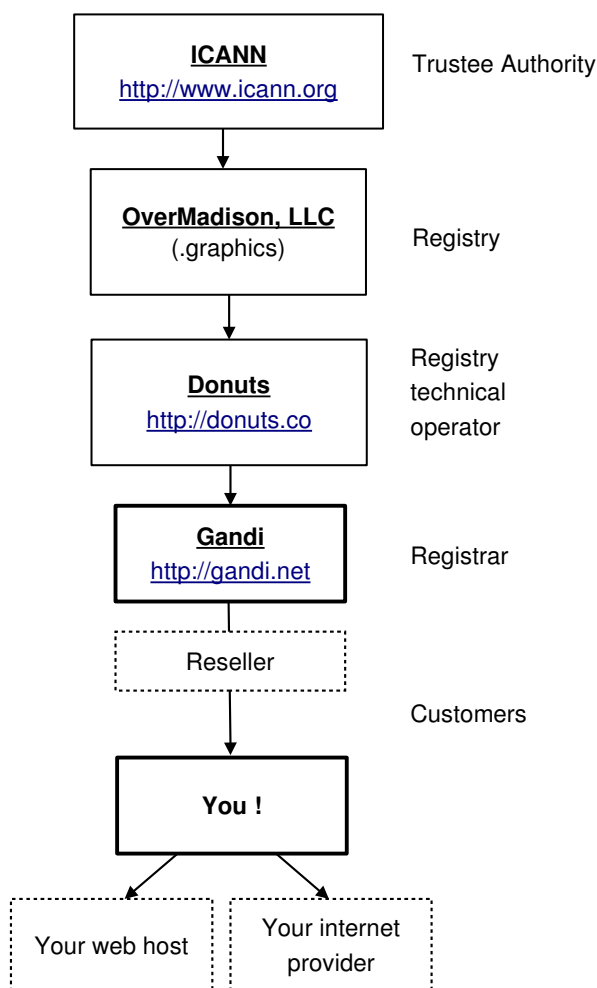 ICANN
http://www.icann.org
Trustee Authority
OverMadison, LLC
(.graphics)
Registry
Donuts
http://donuts.co
Registry
technical
operator
Gandi
http://gandi.net
Registrar
Reseller
Customers
You !
Your web host
Your internet
provider